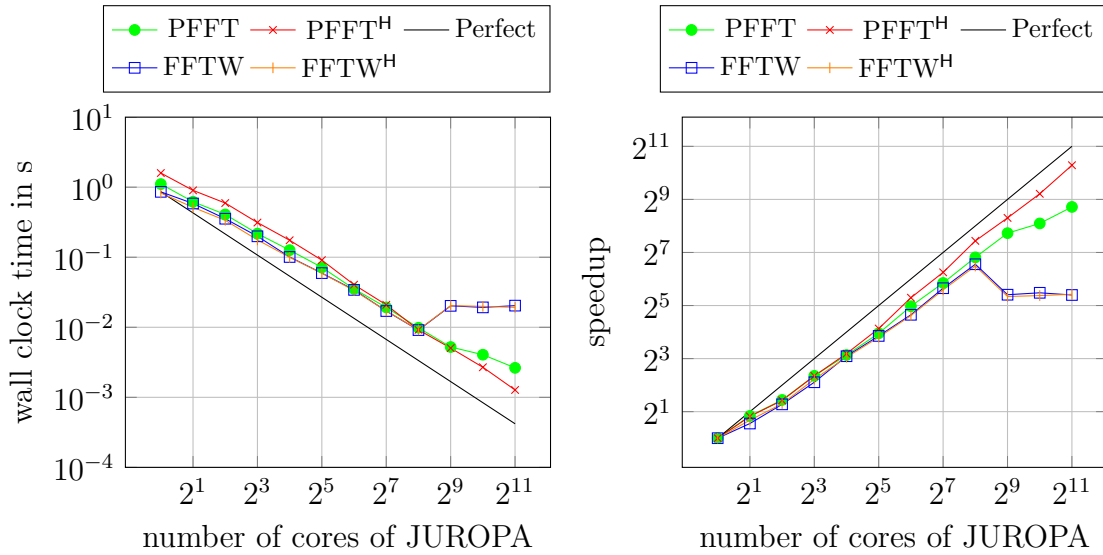 PFFT PFFT^H Perfect
FFTW FFTW^H
10^1
10^0
10^−1
10^−2
10^−3
10^−4
wall clock time in s
2^1 2^3 2^5 2^7 2^9 2^11
number of cores of JUROPA
PFFT PFFT^H Perfect
FFTW FFTW^H
2^11
2^9
2^7
2^5
2^3
2^1
speedup
2^1 2^3 2^5 2^7 2^9 2^11
number of cores of JUROPA